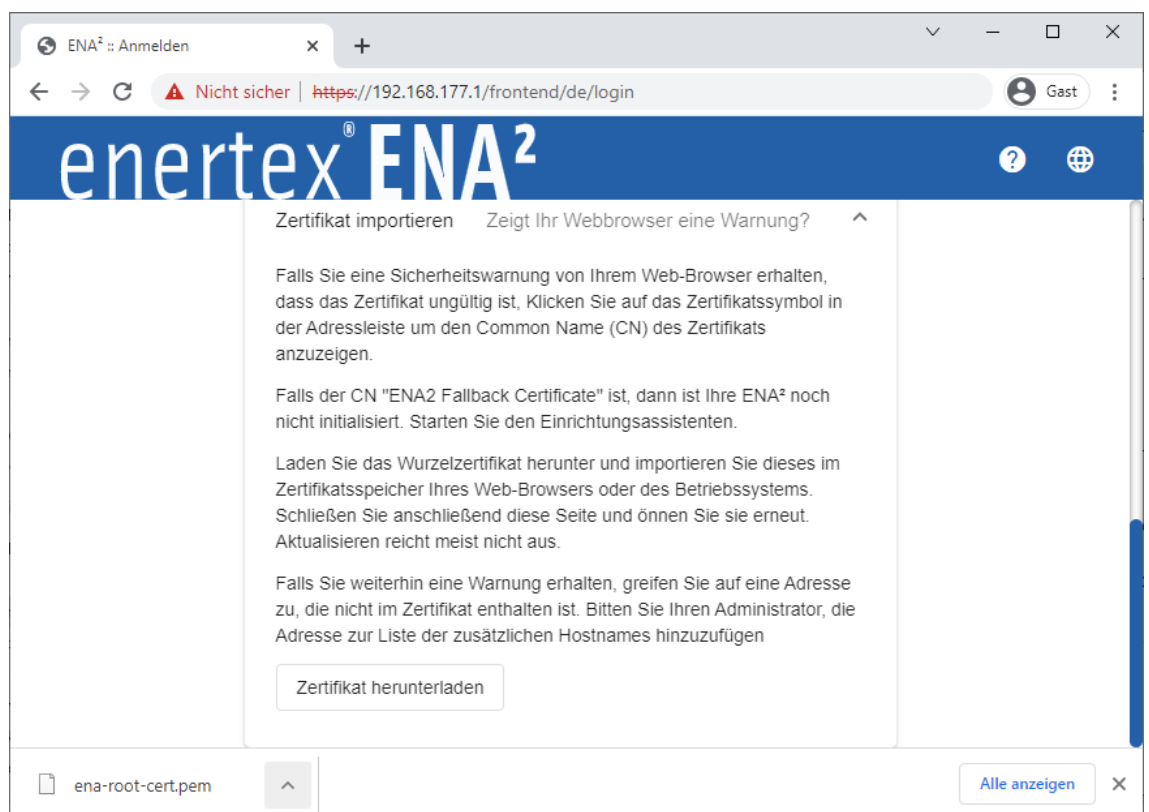 ENA² :: Anmelden
Nicht sicher https://192.168.177.1/frontend/de/login Gast
enertex® ENA²
Zertifikat importieren Zeigt Ihr Webbrowser eine Warnung?
Falls Sie eine Sicherheitswarnung von Ihrem Web-Browser erhalten,
dass das Zertifikat ungültig ist, Klicken Sie auf das Zertifikatssymbol in
der Adressleiste um den Common Name (CN) des Zertifikats
anzuzeigen.
Falls der CN "ENA2 Fallback Certificate" ist, dann ist Ihre ENA² noch
nicht initialisiert. Starten Sie den Einrichtungsassistenten.
Laden Sie das Wurzelzertifikat herunter und importieren Sie dieses im
Zertifikatsspeicher Ihres Web-Browsers oder des Betriebssystems.
Schließen Sie anschließend diese Seite und önnen Sie sie erneut.
Aktualisieren reicht meist nicht aus.
Falls Sie weiterhin eine Warnung erhalten, greifen Sie auf eine Adresse
zu, die nicht im Zertifikat enthalten ist. Bitten Sie Ihren Administrator, die
Adresse zur Liste der zusätzlichen Hostnames hinzuzufügen
Zertifikat herunterladen
ena-root-cert.pem Alle anzeigen